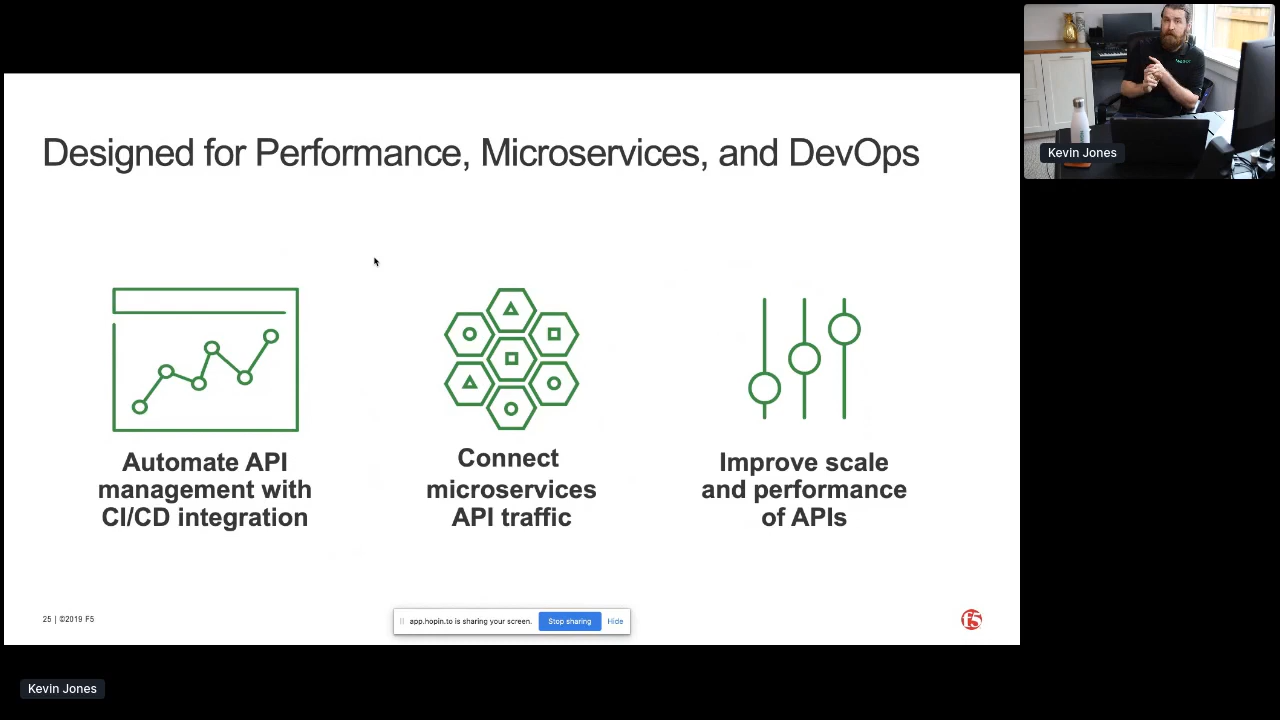 Designed for Performance, Microservices, and DevOps
Kevin Jones
Automate API
management with
CI/CD integration
Connect
microservices
API traffic
Improve scale
and performance
of APIs
25 | ©2019 F5
app.hopin.to is sharing your screen.
Stop sharing
Hide
f5
Kevin Jones